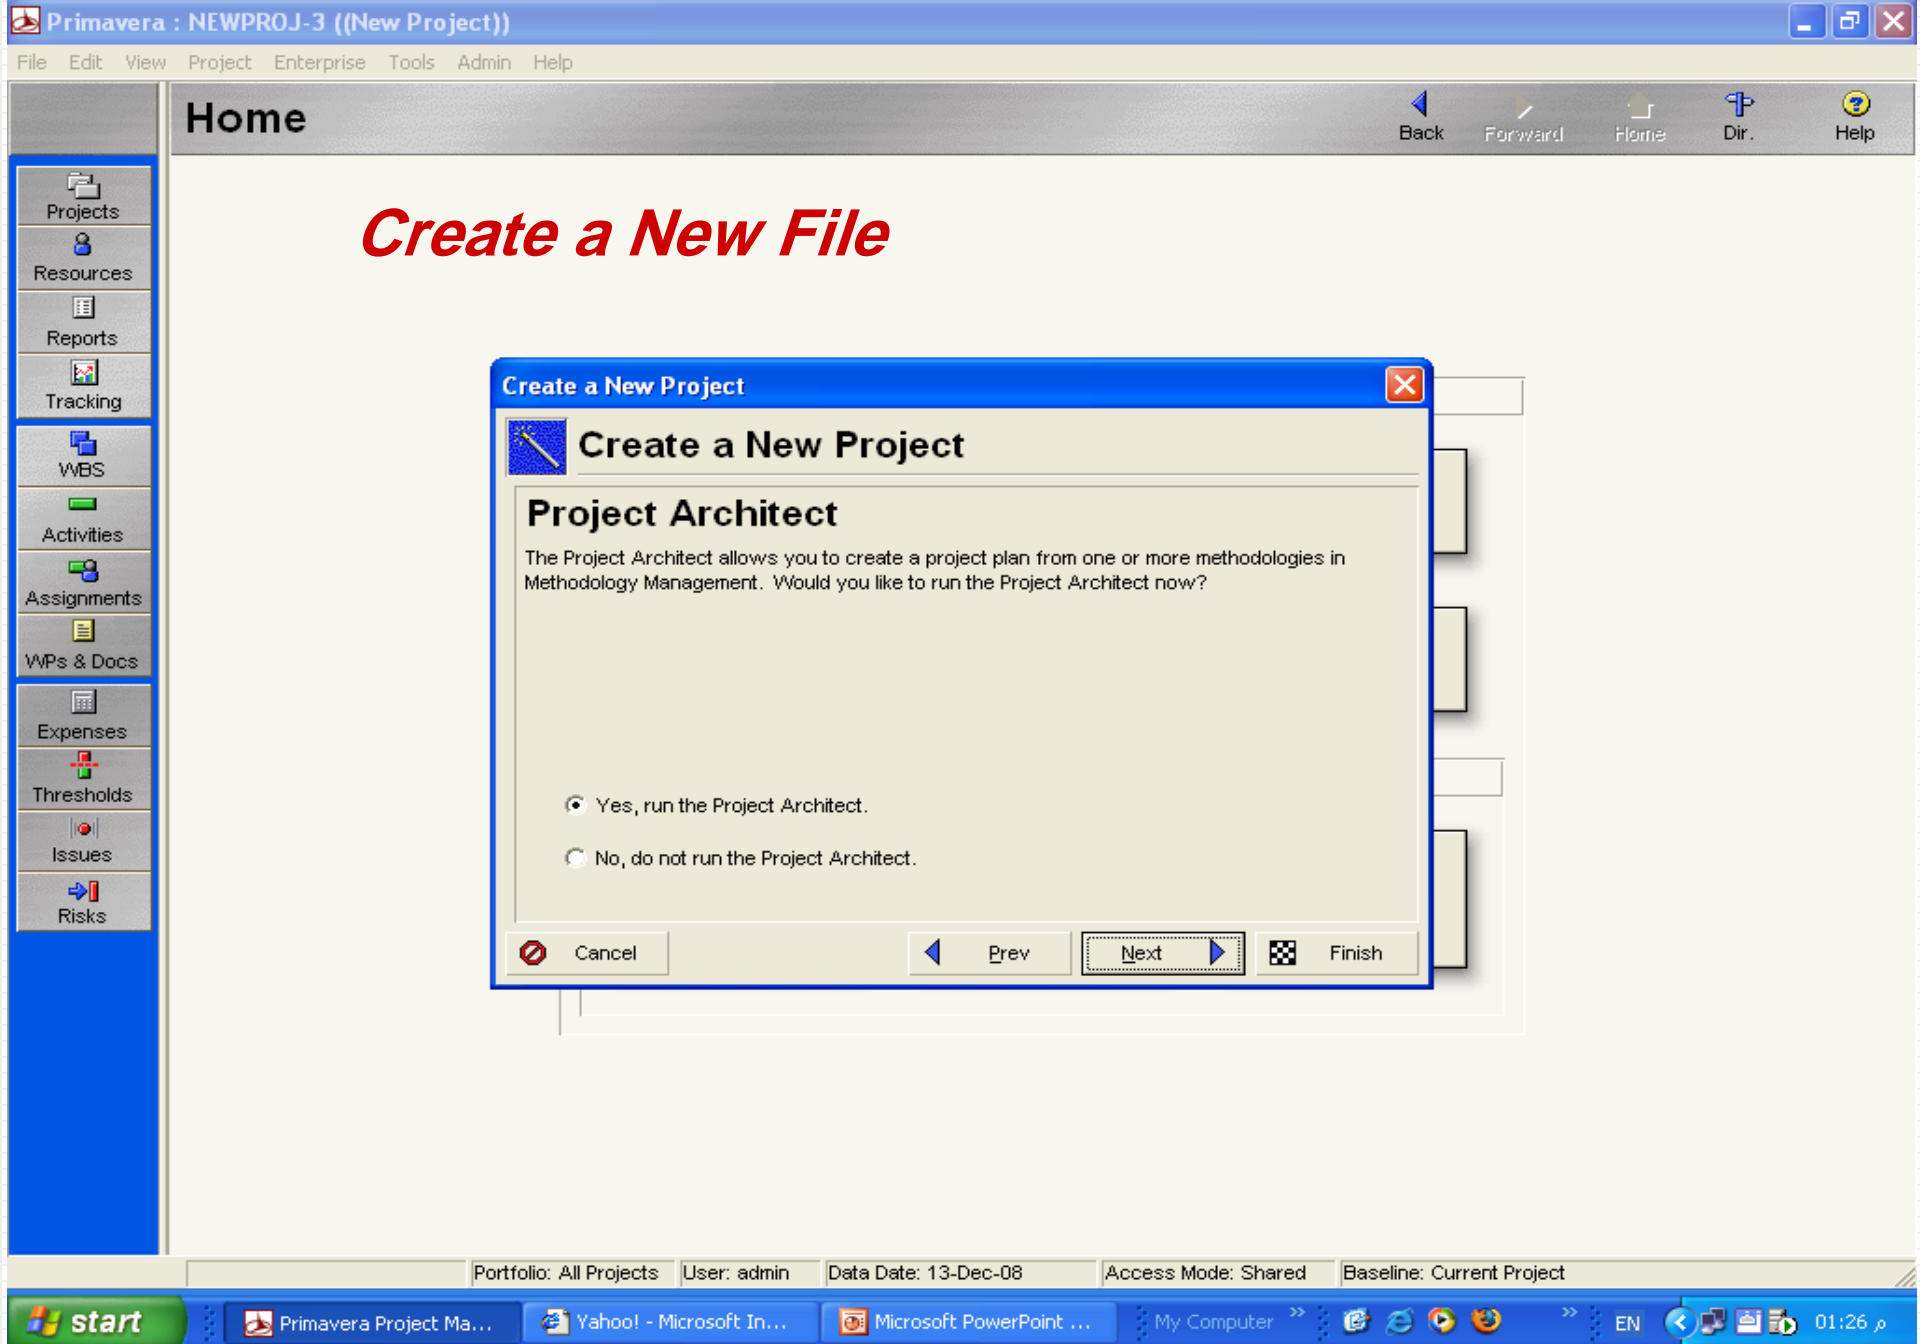 Primavera : NEWPROJ-3 ((New Project))
File Edit View Project Enterprise Tools Admin Help
Home
Back Forward Home Dir. Help
Create a New File
Projects
Resources
Reports
Tracking
WBS
Activities
Assignments
WPs & Docs
Expenses
Thresholds
Issues
Risks
Create a New Project
Create a New Project
Project Architect
The Project Architect allows you to create a project plan from one or more methodologies in
Methodology Management. Would you like to run the Project Architect now?
Yes, run the Project Architect.
No, do not run the Project Architect.
Cancel Prev Next Finish
Portfolio: All Projects User: admin Data Date: 13-Dec-08 Access Mode: Shared Baseline: Current Project
start Primavera Project Ma... Yahoo! - Microsoft In... Microsoft PowerPoint ... My Computer » » EN 01:26 م